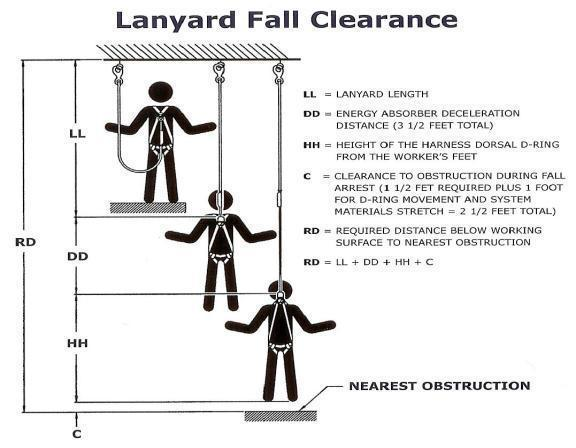 Lanyard Fall Clearance
LL = LANYARD LENGTH
DD = ENERGY ABSORBER DECELERATION
DISTANCE (3 1/2 FEET TOTAL)
HH = HEIGHT OF THE HARNESS DORSAL D-RING
FROM THE WORKER'S FEET
C = CLEARANCE TO OBSTRUCTION DURING FALL
ARREST (1 1/2 FET REQUIRED PLUS 1 FOOT
FOR D-RING MOVEMENT AND SYSTEM
MATERIALS STRETCH = 2 1/2 FEET TOTAL)
RD = REQUIRED DISTANCE BELOW WORKING
SURFACE TO NEAREST OBSTRUCTION
RD = LL + DD + HH + C
LL
RD
DD
HH
NEAREST OBSTRUCTION
C